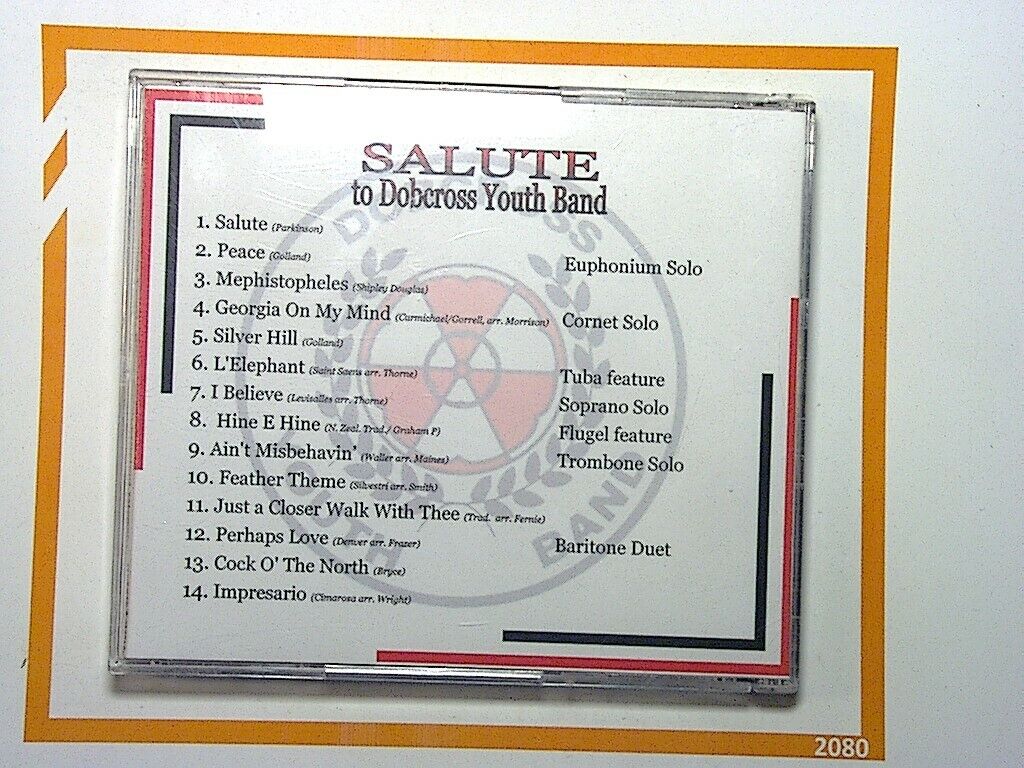 SALUTE
to Dobcross Youth Band
1. Salute (Parkinson)
2. Peace (Golland) Euphonium Solo
3. Mephistopheles (Shipley Douglas)
4. Georgia On My Mind (Carmichael/Gorrell, arr. Morrison) Cornet Solo
5. Silver Hill (Golland)
6. L'Elephant (Saint Saens arr. Thorne) Tuba feature
7. I Believe (Levisalles arr. Thorne) Soprano Solo
8. Hine E Hine (N. Zeal. Trad./ Graham P) Flugel feature
9. Ain't Misbehavin' (Waller arr. Maines) Trombone Solo
10. Feather Theme (Silvestri arr. Smith)
11. Just a Closer Walk With Thee (Trad. arr. Fernie)
12. Perhaps Love (Denver arr. Frazer) Baritone Duet
13. Cock O' The North (Bryce)
14. Impresario (Cimarosa arr. Wright)
DOBCROSS
YOUTH BAND
2080